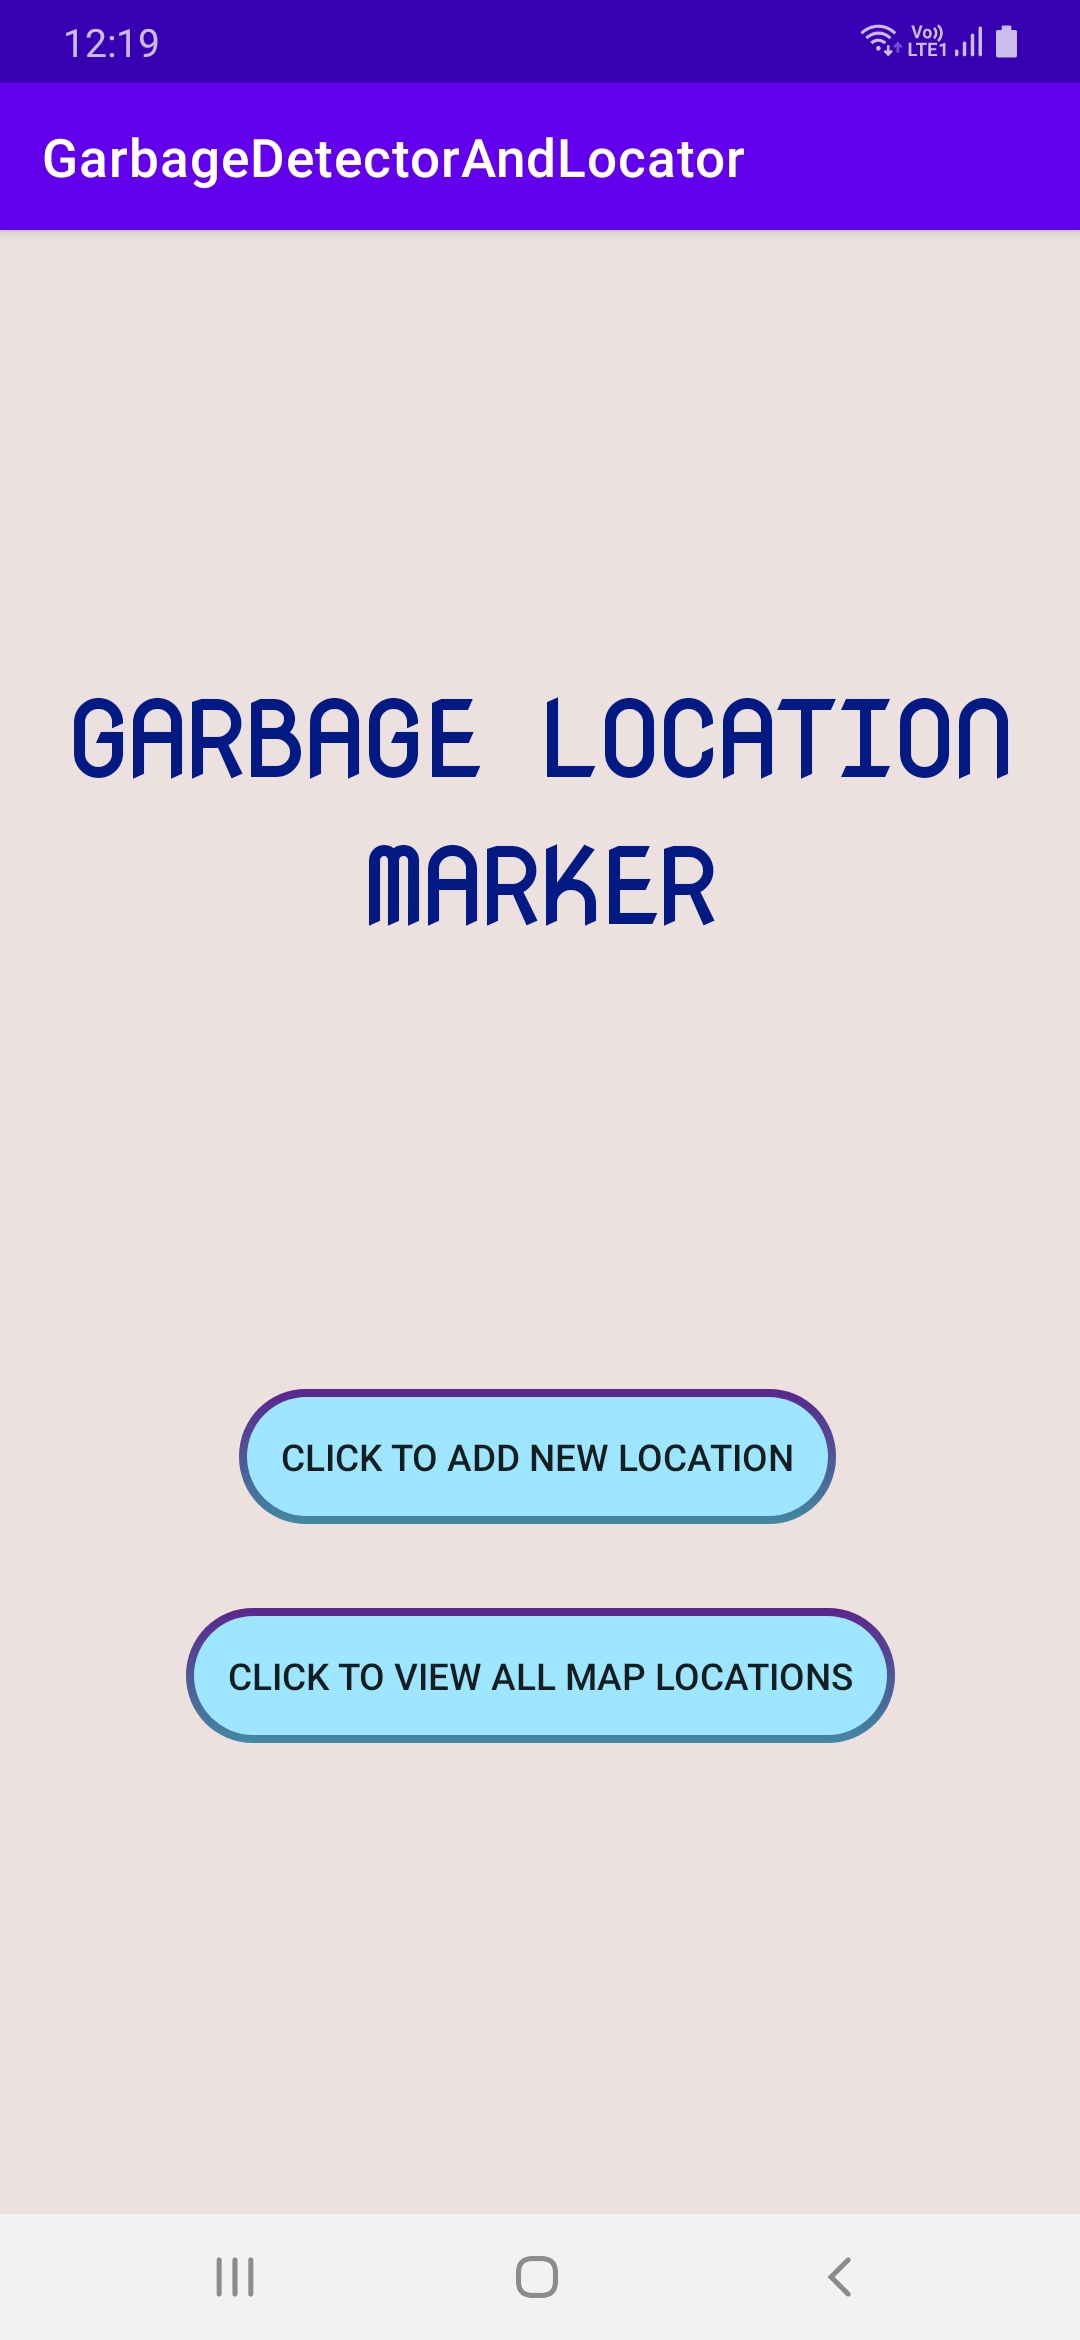 12:19
Vo))
LTE1
GarbageDetectorAndLocator
GARBAGE LOCATION
MARKER
CLICK TO ADD NEW LOCATION
CLICK TO VIEW ALL MAP LOCATIONS